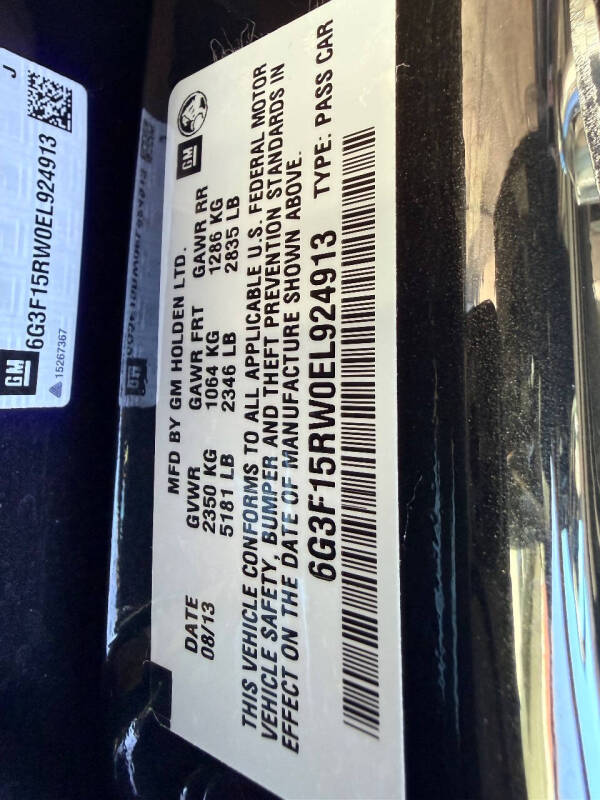 J
GM
6G3F15RW0EL924913
15267367
GM
MFD BY GM HOLDEN LTD.
DATE GVWR GAWR FRT GAWR RR
08/13 2350 KG 1064 KG 1286 KG
5181 LB 2346 LB 2835 LB
THIS VEHICLE CONFORMS TO ALL APPLICABLE U.S. FEDERAL MOTOR
VEHICLE SAFETY, BUMPER AND THEFT PREVENTION STANDARDS IN
EFFECT ON THE DATE OF MANUFACTURE SHOWN ABOVE.
6G3F15RW0EL924913 TYPE: PASS CAR